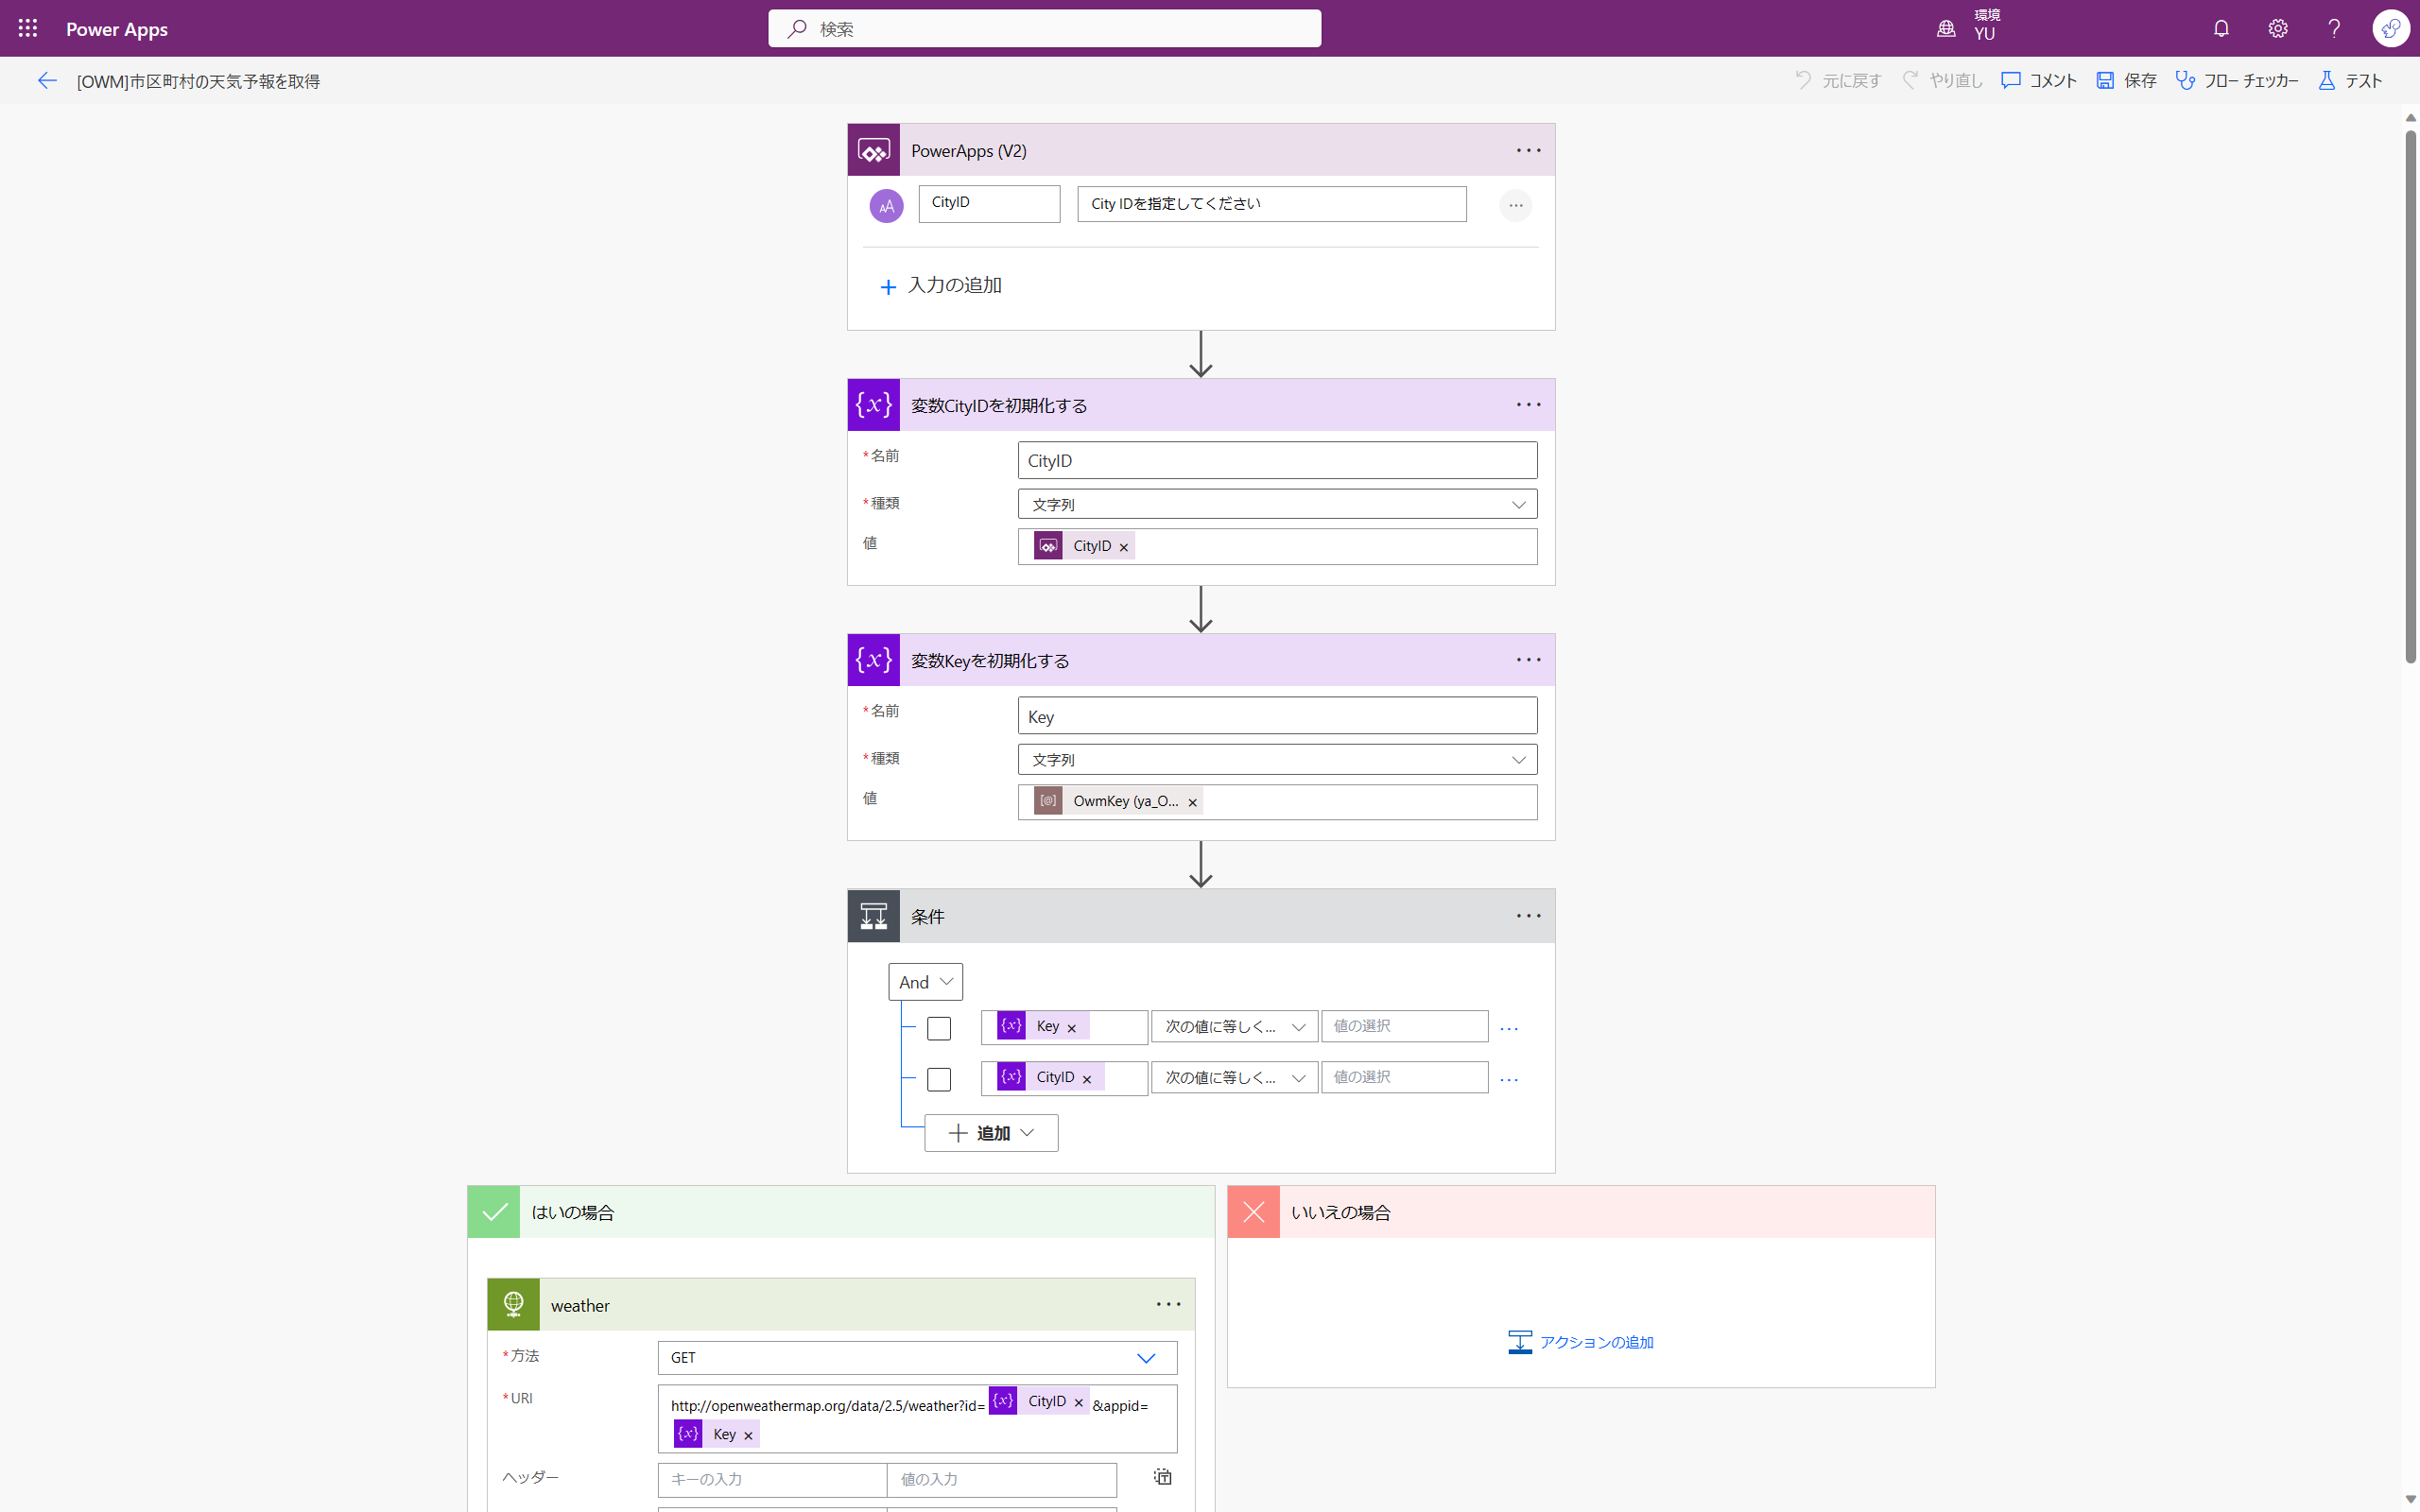 Power Apps
検索
環境
YU
[OWM]市区町村の天気予報を取得
元に戻す
やり直し
コメント
保存
フロー チェッカー
テスト
PowerApps (V2)
CityID
City IDを指定してください
入力の追加
変数CityIDを初期化する
*名前
CityID
*種類
文字列
値
CityID
変数Keyを初期化する
*名前
Key
*種類
文字列
値
OwmKey (ya_O...
条件
And
Key
次の値に等しく...
値の選択
CityID
次の値に等しく...
値の選択
追加
はいの場合
いいえの場合
weather
アクションの追加
*方法
GET
*URI
http://openweathermap.org/data/2.5/weather?id= CityID &appid=
Key
ヘッダー
キーの入力
値の入力